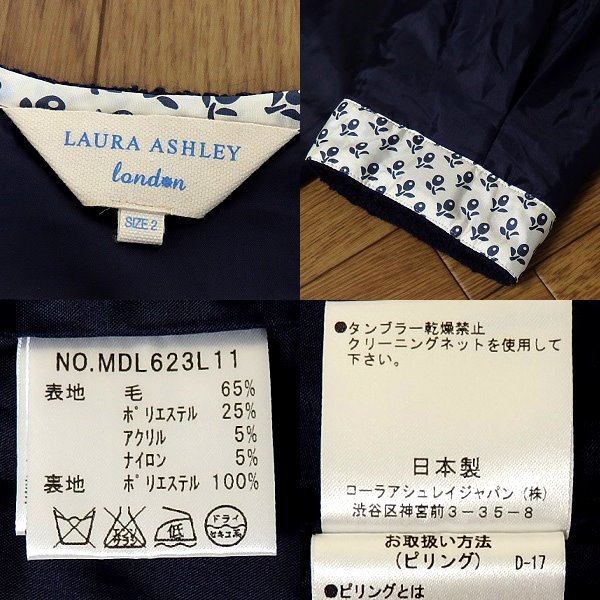 LAURA ASHLEY
london
SIZE 2
NO.MDL623L11
表地 毛 65%
ポリエステル 25%
アクリル 5%
ナイロン 5%
裏地 ポリエステル 100%
低
ドライ
セキユ系
●タンブラー乾燥禁止
クリーニングネットを使用して
下さい。
日本製
ローラアシュレイジャパン (株)
渋谷区神宮前3-35-8
お取扱い方法
(ピリング) D-17
●ピリングとは